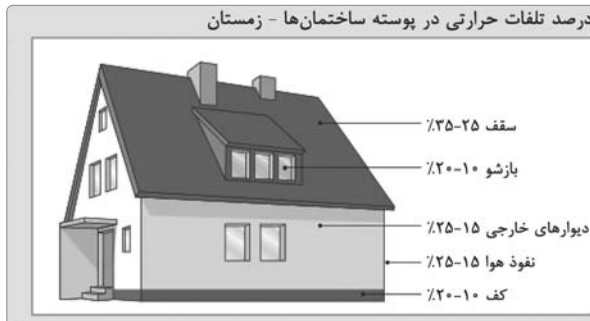 درصد تلفات حرارتی در پوسته ساختمان‌ها - زمستان
سقف ۲۵-۳۵٪
بازشو ۱۰-۲۰٪
دیوارهای خارجی ۱۵-۲۵٪
نفوذ هوا ۱۵-۲۵٪
کف ۱۰-۲۰٪